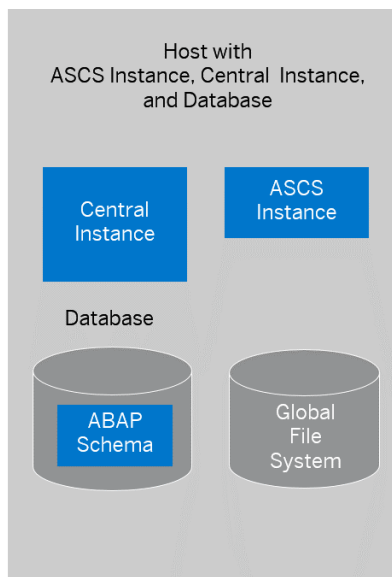 Host with
ASCS Instance, Central Instance,
and Database
Central
Instance
ASCS
Instance
Database
ABAP
Schema
Global
File
System